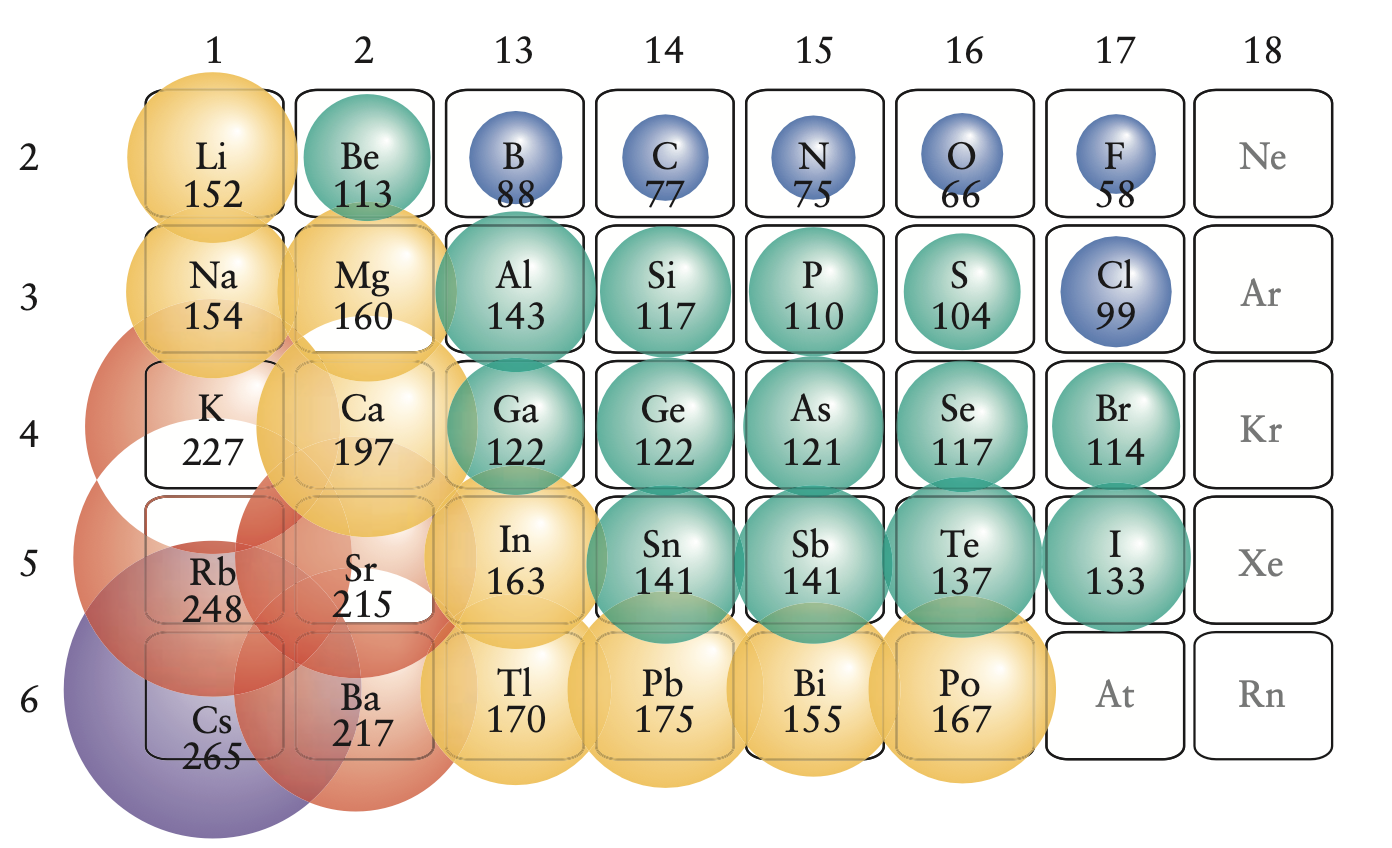 1 2 13 14 15 16 17 18
2 Li Be B C N O F Ne
152 113 88 77 75 66 58
3 Na Mg Al Si P S Cl Ar
154 160 143 117 110 104 99
4 K Ca Ga Ge As Se Br Kr
227 197 122 122 121 117 114
5 Rb Sr In Sn Sb Te I Xe
248 215 163 141 141 137 133
6 Cs Ba Tl Pb Bi Po At Rn
265 217 170 175 155 167